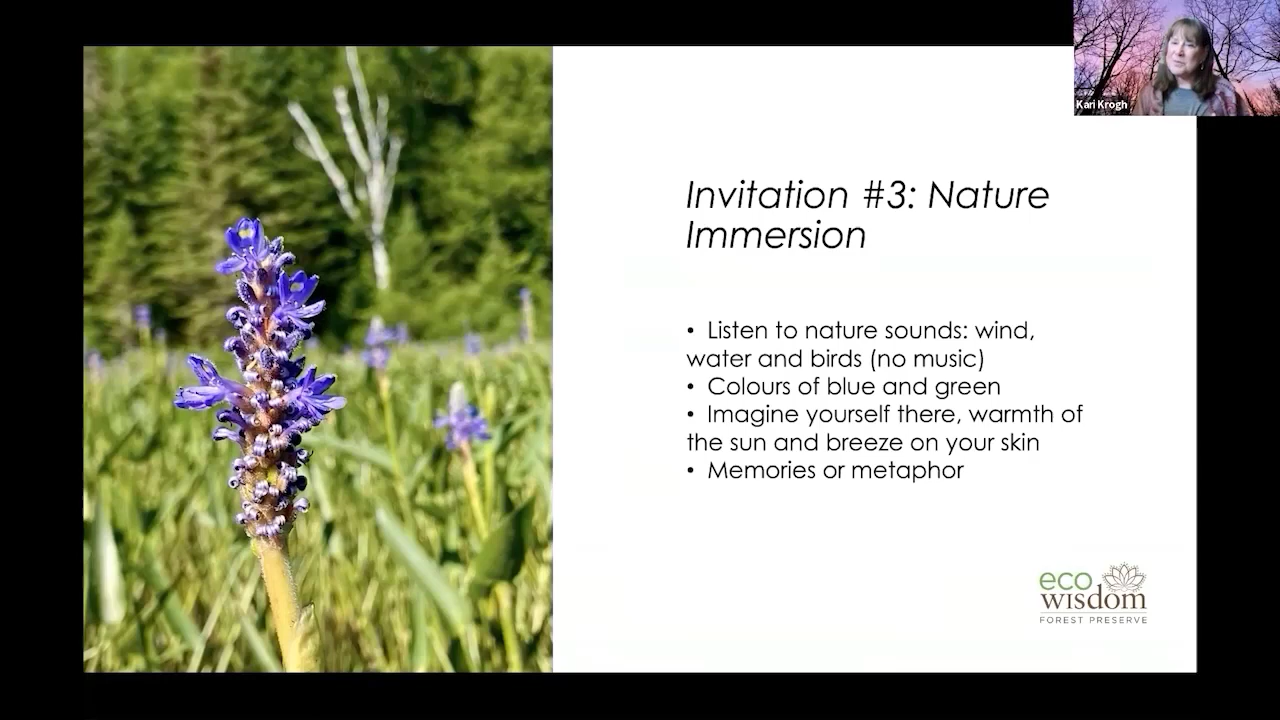 Kari Krogh
Invitation #3: Nature
Immersion
• Listen to nature sounds: wind,
water and birds (no music)
• Colours of blue and green
• Imagine yourself there, warmth of
the sun and breeze on your skin
• Memories or metaphor
eco
wisdom
FOREST PRESERVE